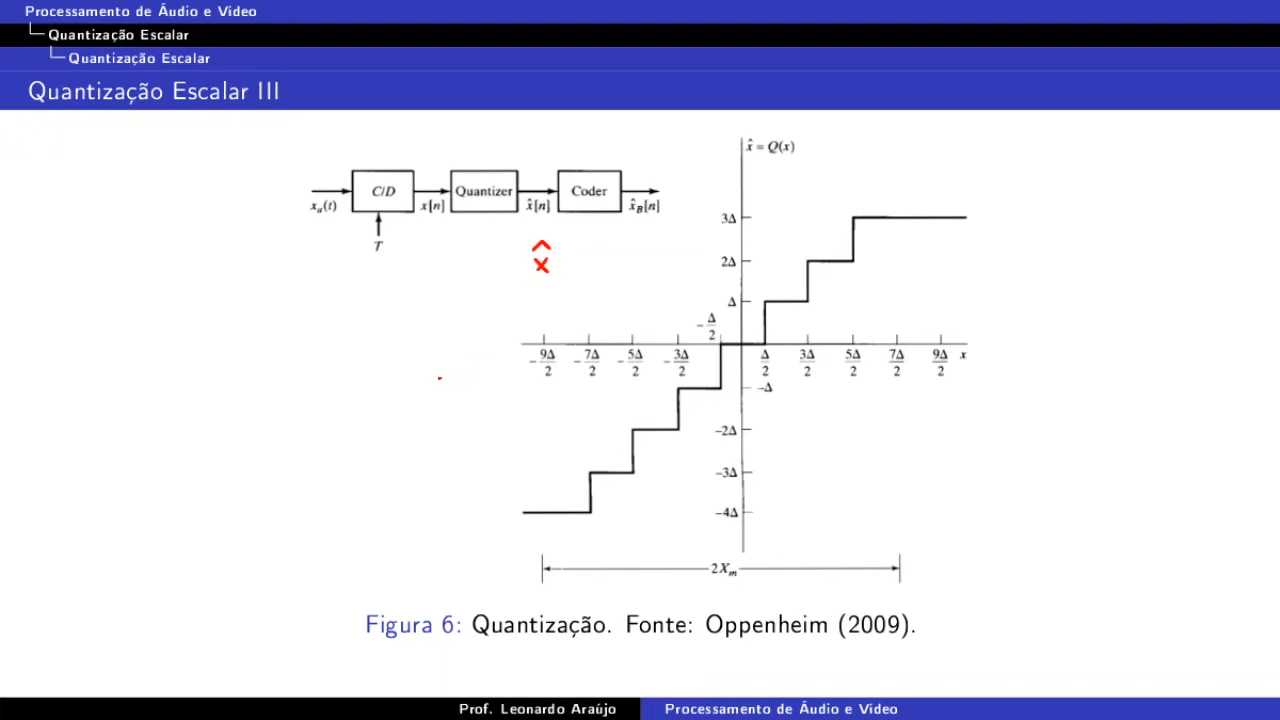 Processamento de Áudio e Vídeo
Quantização Escalar
Quantização Escalar
Quantização Escalar III
x̂ = Q(x)
C/D
Quantizer
Coder
xₐ(t)
x[n]
x̂[n]
x̂_B[n]
T
x̂
3Δ
2Δ
Δ
-Δ/2
-9Δ/2 -7Δ/2 -5Δ/2 -3Δ/2 Δ/2 3Δ/2 5Δ/2 7Δ/2 9Δ/2 x
-Δ
-2Δ
-3Δ
-4Δ
2Xₘ
Figura 6: Quantização. Fonte: Oppenheim (2009).
Prof. Leonardo Araújo
Processamento de Áudio e Vídeo